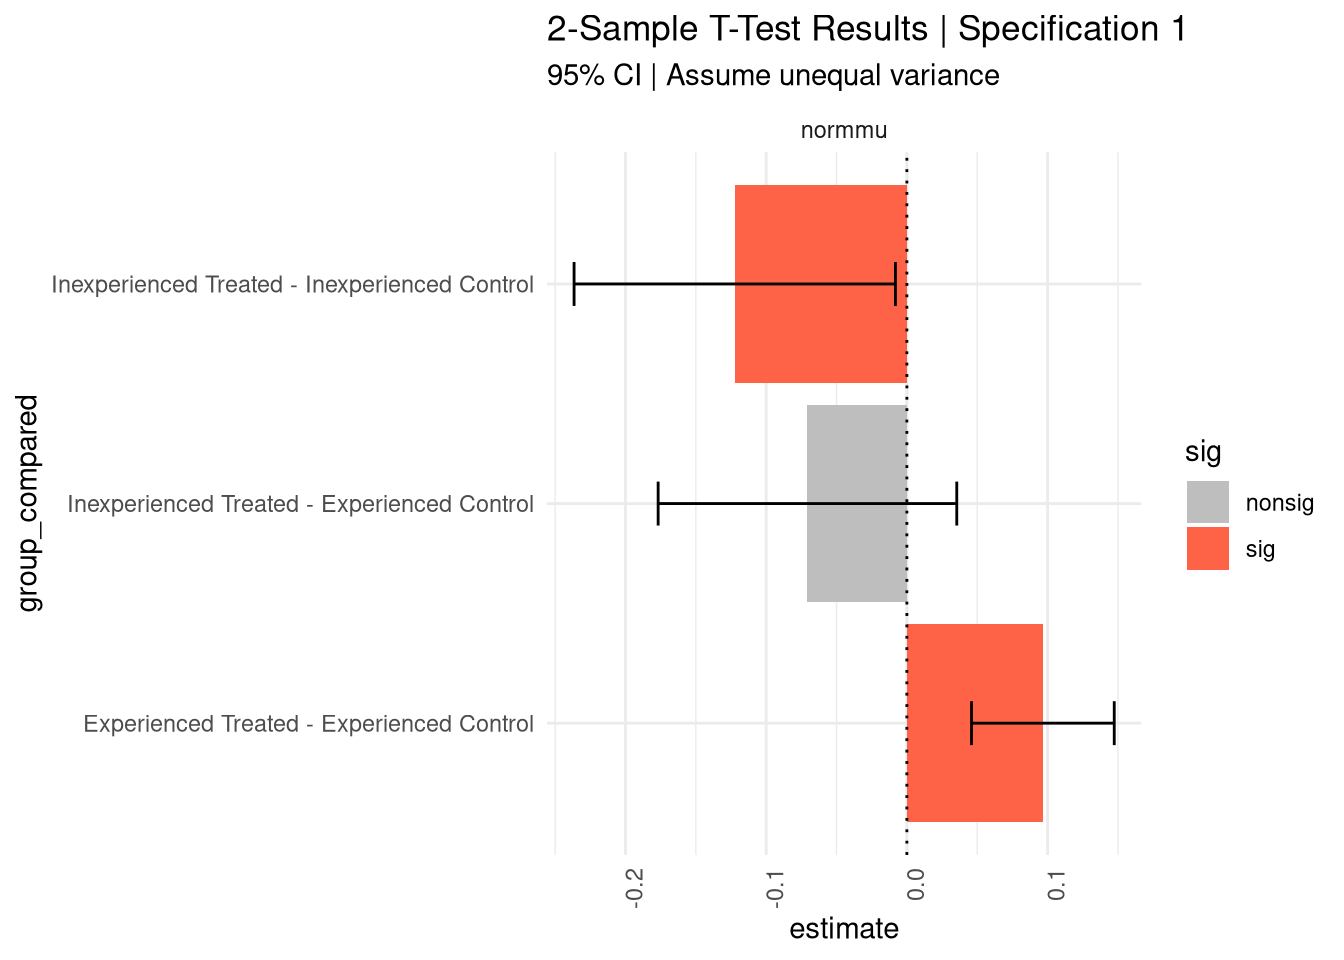 2-Sample T-Test Results | Specification 1
95% CI | Assume unequal variance
normmu
group_compared
Inexperienced Treated - Inexperienced Control
Inexperienced Treated - Experienced Control
Experienced Treated - Experienced Control
-0.2
-0.1
0.0
0.1
estimate
sig
nonsig
sig